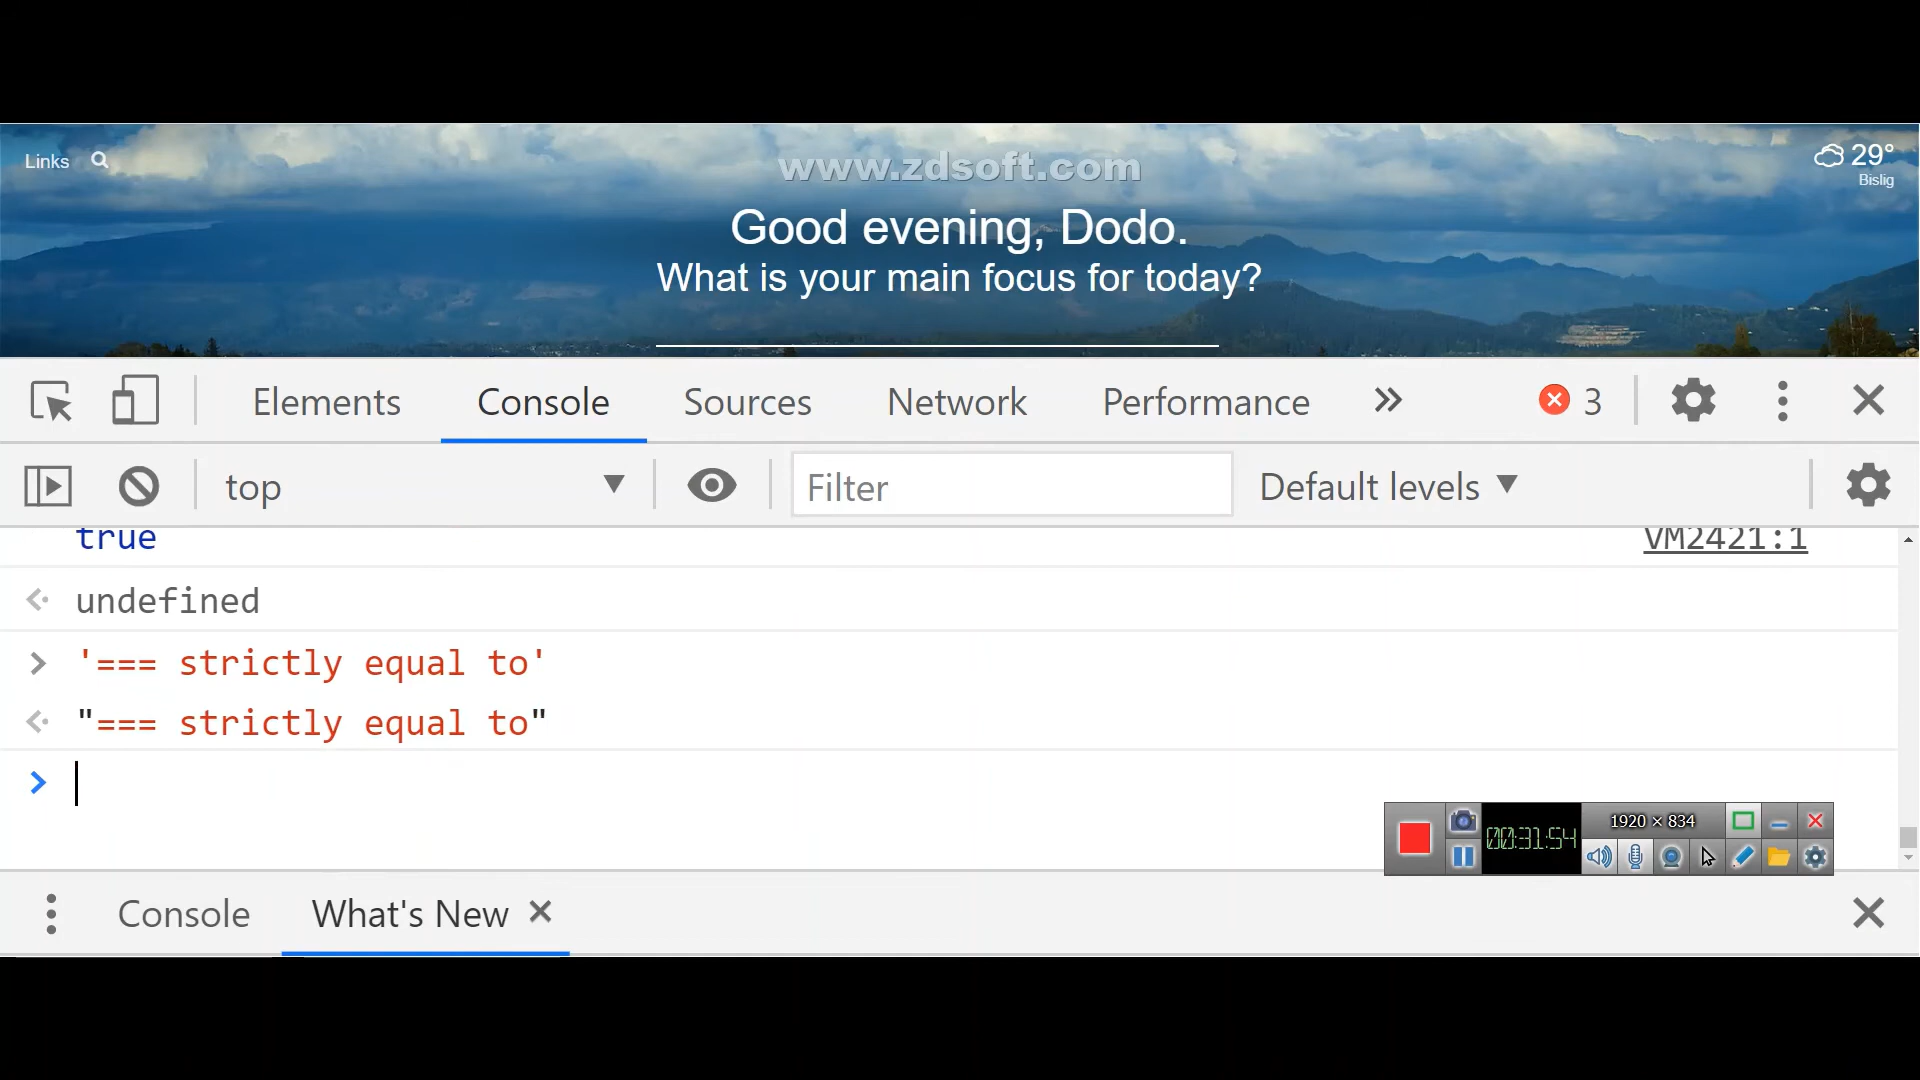 www.zdsoft.com
Links
29°
Bislig
Good evening, Dodo.
What is your main focus for today?
Elements Console Sources Network Performance » 3
top ▼ Filter Default levels ▼
true VM2421:1
undefined
'=== strictly equal to'
"=== strictly equal to"
1920 × 834
00:31:54
Console What's New